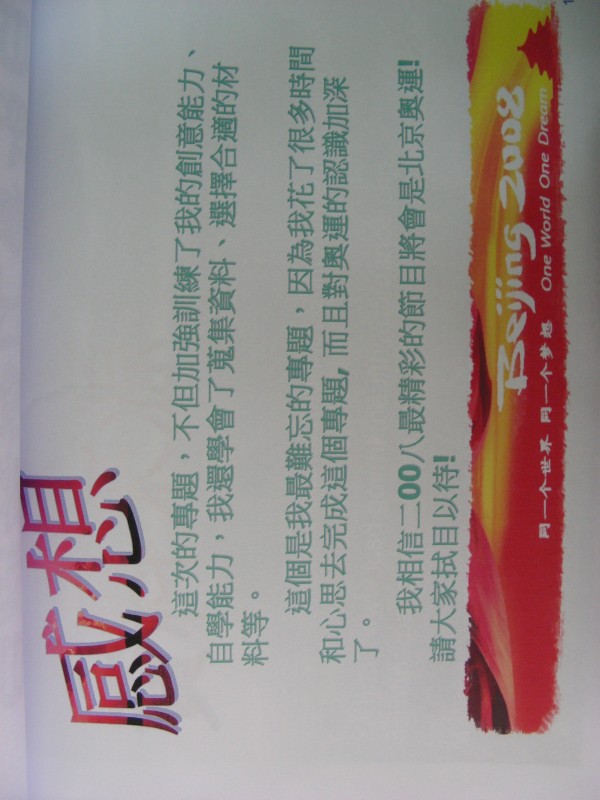 感想
這次的專題，不但加強訓練了我的創意能力、
自學能力，我還學會了蒐集資料、選擇合適的材
料等。
這個是我最難忘的專題，因為我花了很多時間
和心思去完成這個專題,而且對奧運的認識加深
了。
我相信二00八最精彩的節目將會是北京奧運!
請大家拭目以待!
Beijing 2008
同一个世界 同一个梦想 One World One Dream